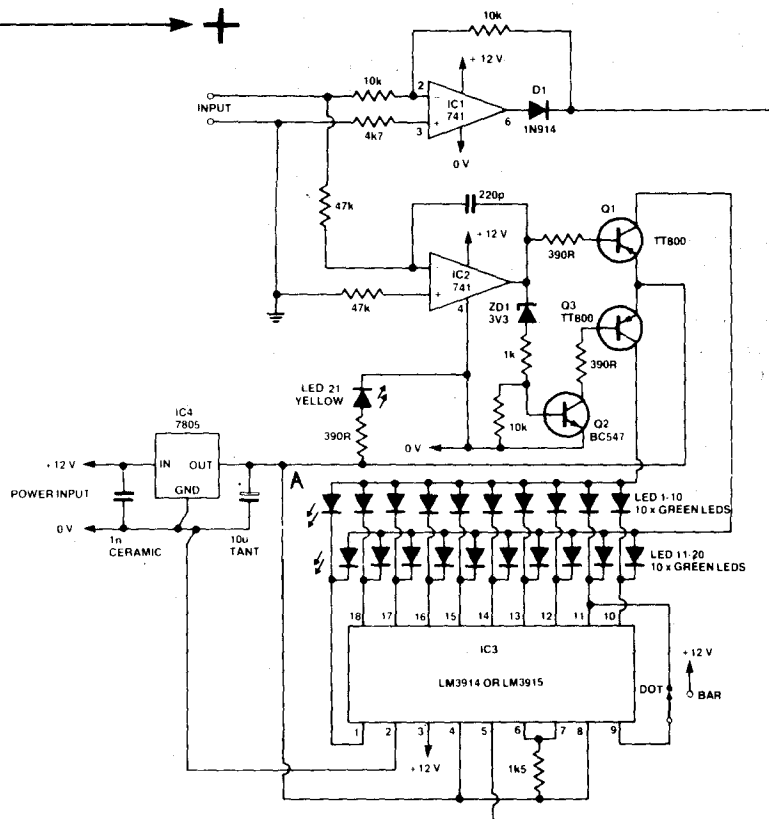 +
10k
+ 12 V
10k
2
-
IC1
741
D1
INPUT
+
3
6
4k7
1N914
0 V
220p
47k
Q1
+ 12 V
TT800
390R
-
IC2
741
ZD1
3V3
Q3
TT800
+
4
47k
1k
390R
LED 21
YELLOW
IC4
7805
10k
Q2
BC547
390R
0 V
+ 12 V
IN
OUT
A
POWER INPUT
GND
LED 1-10
10 x GREEN LEDS
0 V
1n
CERAMIC
10u
TANT
LED 11-20
10 x GREEN LEDS
18
17
16
15
14
13
12
11
10
IC3
+ 12 V
LM3914 OR LM3915
DOT
BAR
1
2
3
4
5
6
7
8
9
+ 12 V
1k5